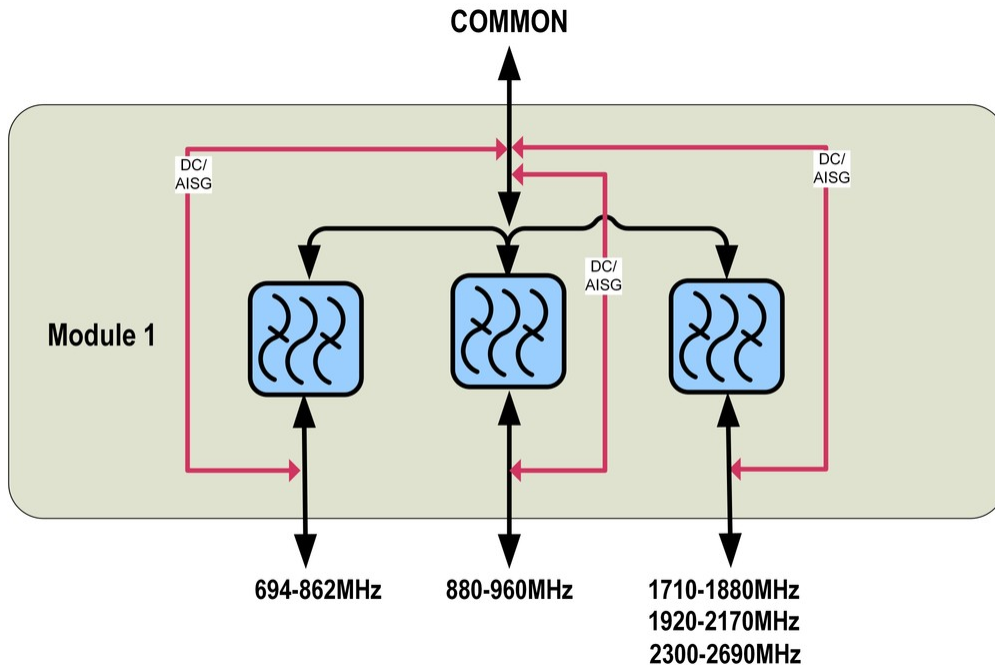 COMMON
DC/
AISG
DC/
AISG
DC/
AISG
Module 1
694-862MHz
880-960MHz
1710-1880MHz
1920-2170MHz
2300-2690MHz